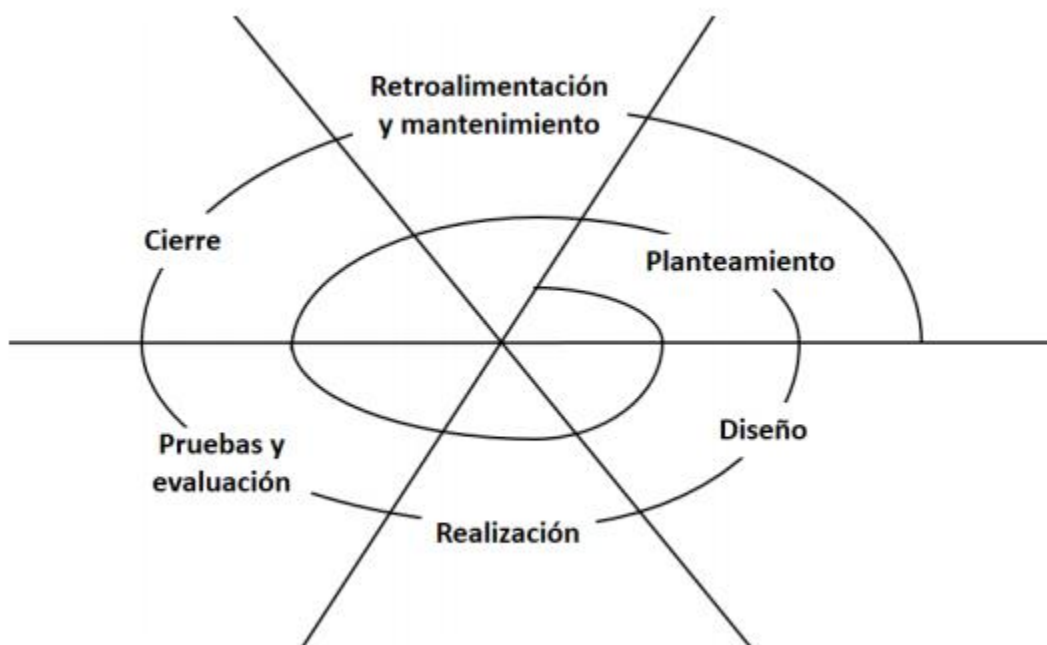 Retroalimentación
y mantenimiento
Cierre
Planteamiento
Diseño
Pruebas y
evaluación
Realización